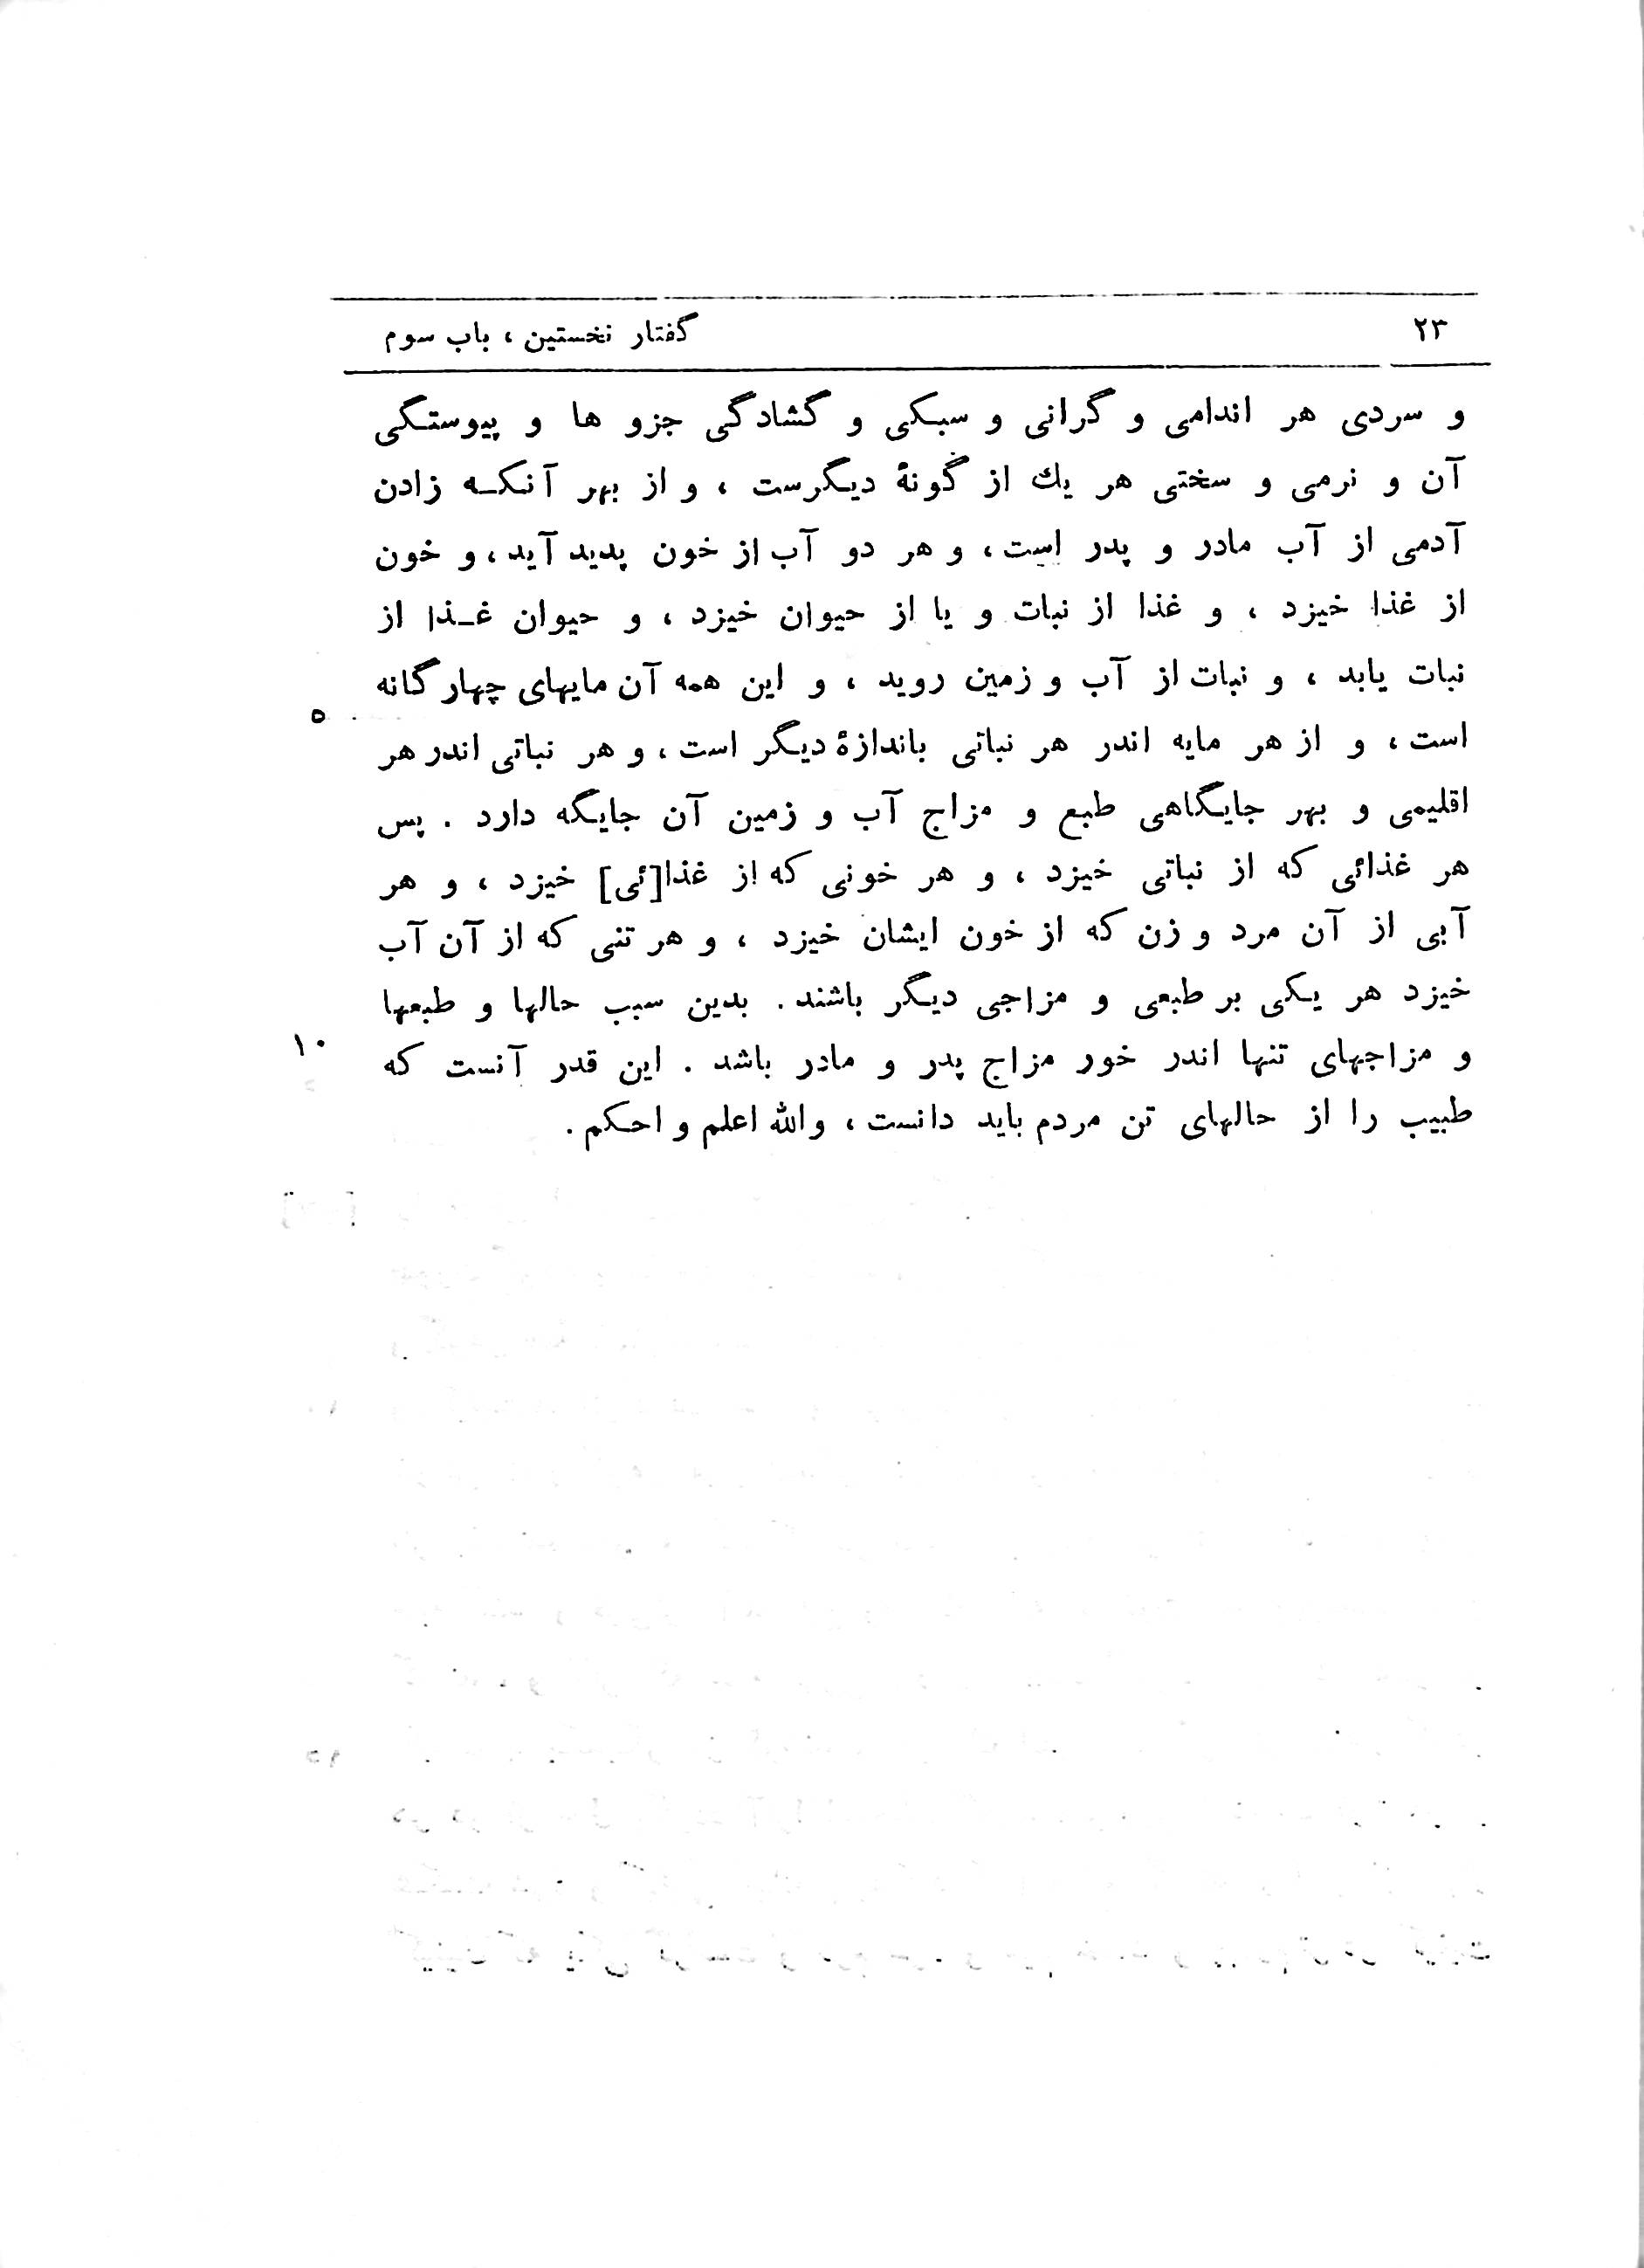 ۲۳ گفتار نخستین ، باب سوم
و سردی هر اندامی و گرانی و سبکی و گشادگی جزو ها و پیوستگی
آن و نرمی و سختی هر یك از گونهٔ دیگرست ، و از بهر آنکه زادن
آدمی از آب مادر و پدر است ، و هر دو آب از خون پدید آید ، و خون
از غذا خیزد ، و غذا از نبات و یا از حیوان خیزد ، و حیوان غذا از
نبات یابد ، و نبات از آب و زمین روید ، و این همه آن مایهای چهار گانه
۵
است ، و از هر مایه اندر هر نباتی باندازهٔ دیگر است ، و هر نباتی اندر هر
اقلیمی و بهر جایگاهی طبع و مزاج آب و زمین آن جایگه دارد . پس
هر غذائی که از نباتی خیزد ، و هر خونی که از غذا[ئی] خیزد ، و هر
آبی از آن مرد و زن که از خون ایشان خیزد ، و هر تنی که از آن آب
خیزد هر یکی بر طبعی و مزاجی دیگر باشند . بدین سبب حالها و طبعها
۱۰
و مزاجهای تنها اندر خور مزاج پدر و مادر باشد . این قدر آنست که
طبیب را از حالهای تن مردم باید دانست ، والله اعلم و احکم .